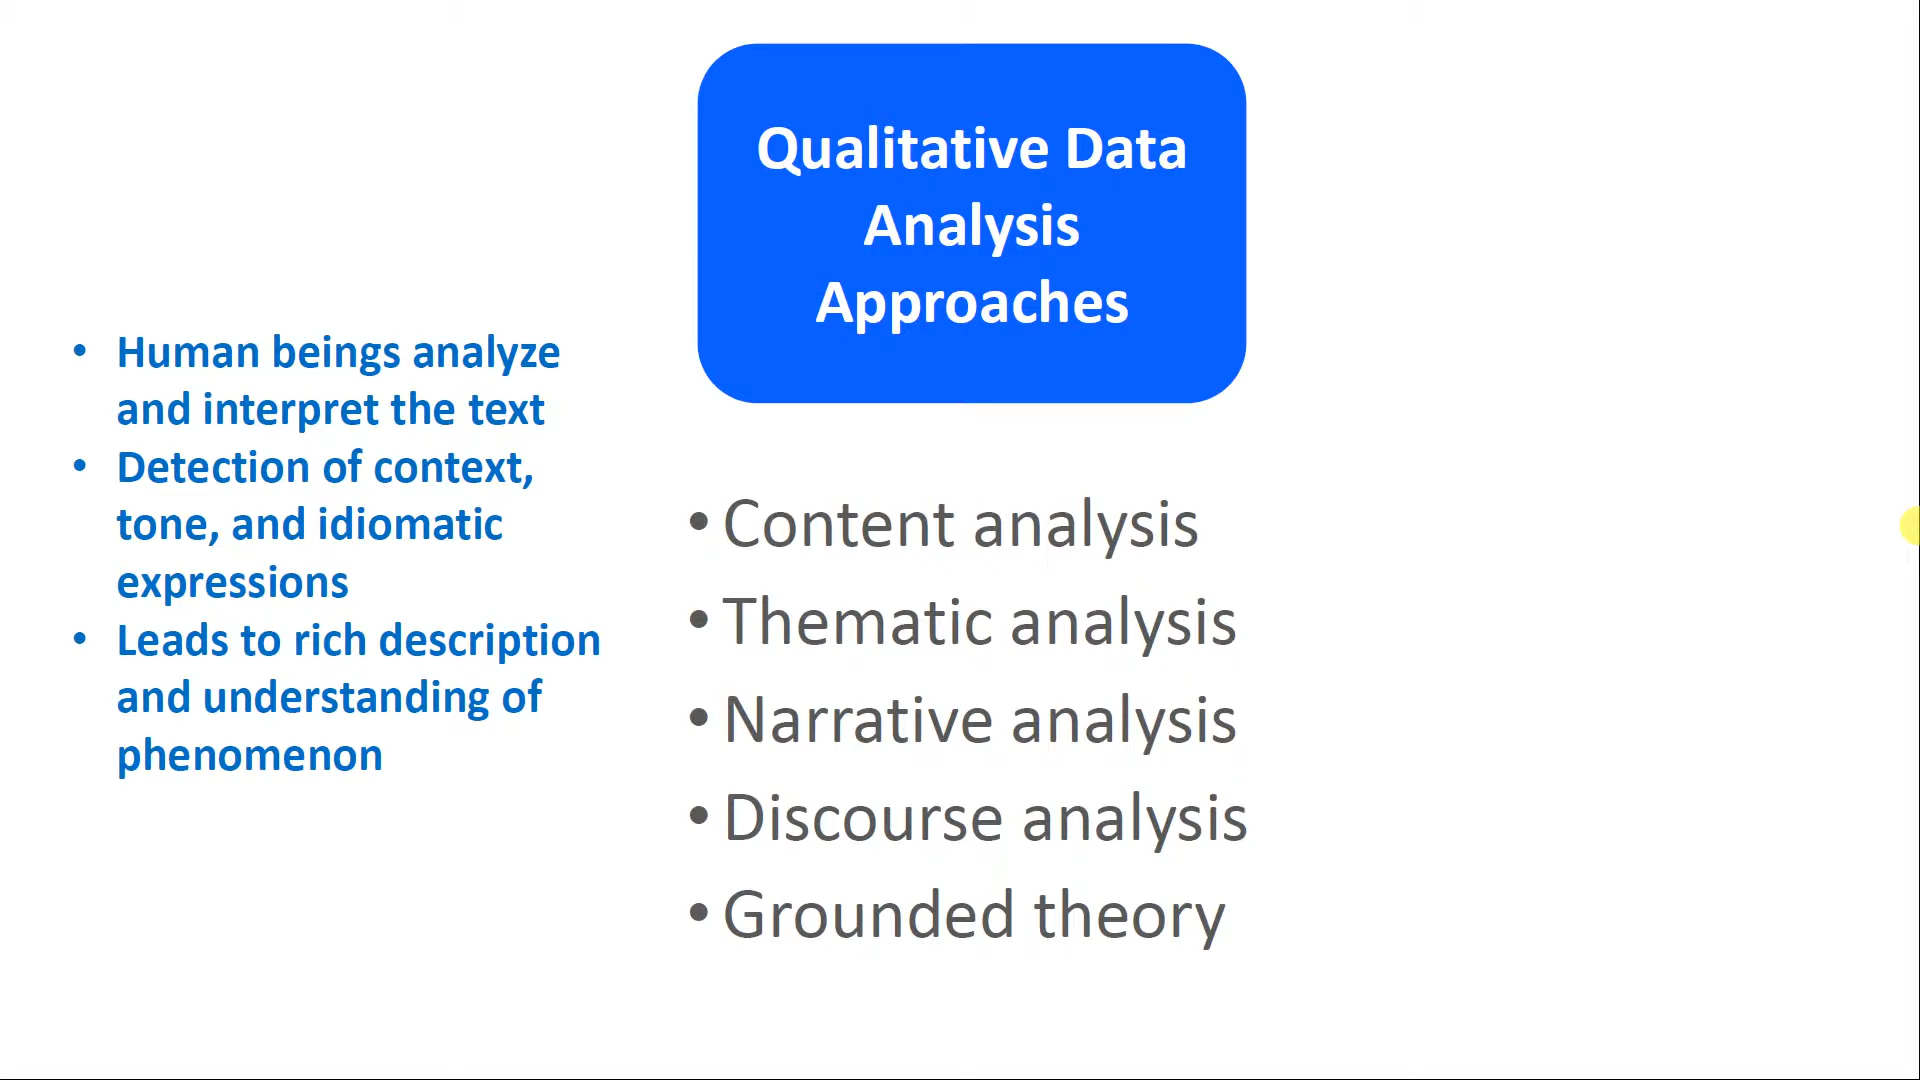 Qualitative Data
Analysis
Approaches
• Human beings analyze
and interpret the text
• Detection of context,
tone, and idiomatic
expressions
• Leads to rich description
and understanding of
phenomenon
• Content analysis
• Thematic analysis
• Narrative analysis
• Discourse analysis
• Grounded theory